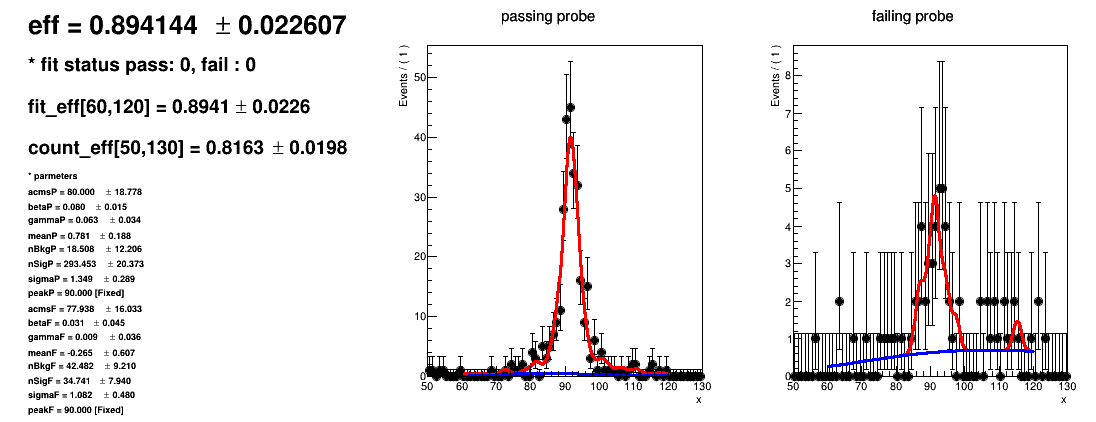 eff = 0.894144 ± 0.022607
* fit status pass: 0, fail : 0
fit_eff[60,120] = 0.8941 ± 0.0226
count_eff[50,130] = 0.8163 ± 0.0198
* parmeters
acmsP = 80.000 ± 18.778
betaP = 0.080 ± 0.015
gammaP = 0.063 ± 0.034
meanP = 0.781 ± 0.188
nBkgP = 18.508 ± 12.206
nSigP = 293.453 ± 20.373
sigmaP = 1.349 ± 0.289
peakP = 90.000 [Fixed]
acmsF = 77.938 ± 16.033
betaF = 0.031 ± 0.045
gammaF = 0.009 ± 0.036
meanF = -0.265 ± 0.607
nBkgF = 42.482 ± 9.210
nSigF = 34.741 ± 7.940
sigmaF = 1.082 ± 0.480
peakF = 90.000 [Fixed]
passing probe
Events / ( 1 )
50
40
30
20
10
0
50 60 70 80 90 100 110 120 130
x
failing probe
Events / ( 1 )
8
7
6
5
4
3
2
1
0
50 60 70 80 90 100 110 120 130
x